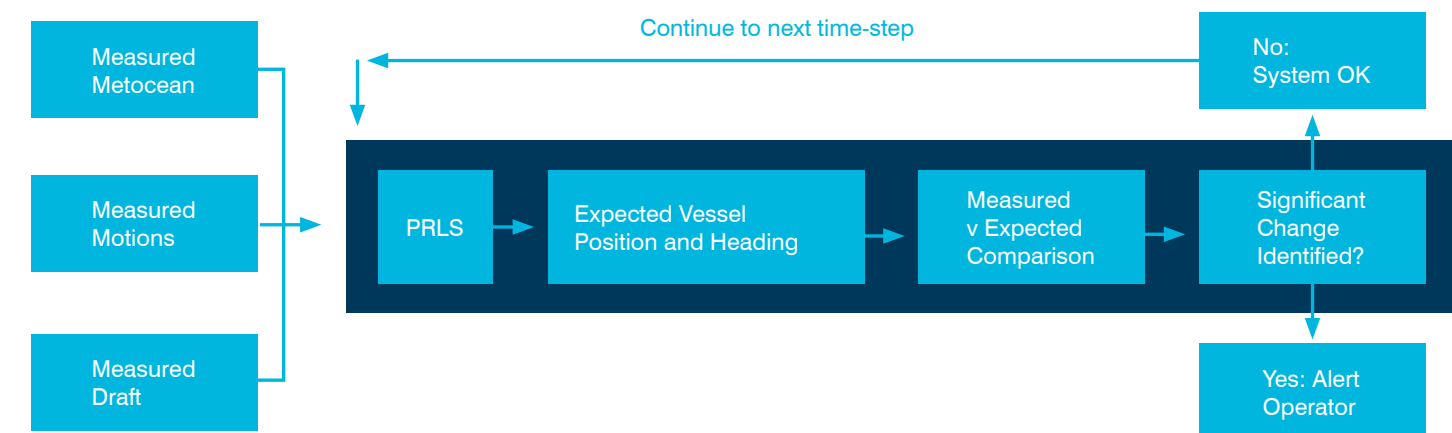 Continue to next time-step
No:
System OK
Measured
Metocean
Measured
Motions
Measured
Draft
PRLS
Expected Vessel
Position and Heading
Measured
v Expected
Comparison
Significant
Change
Identified?
Yes: Alert
Operator